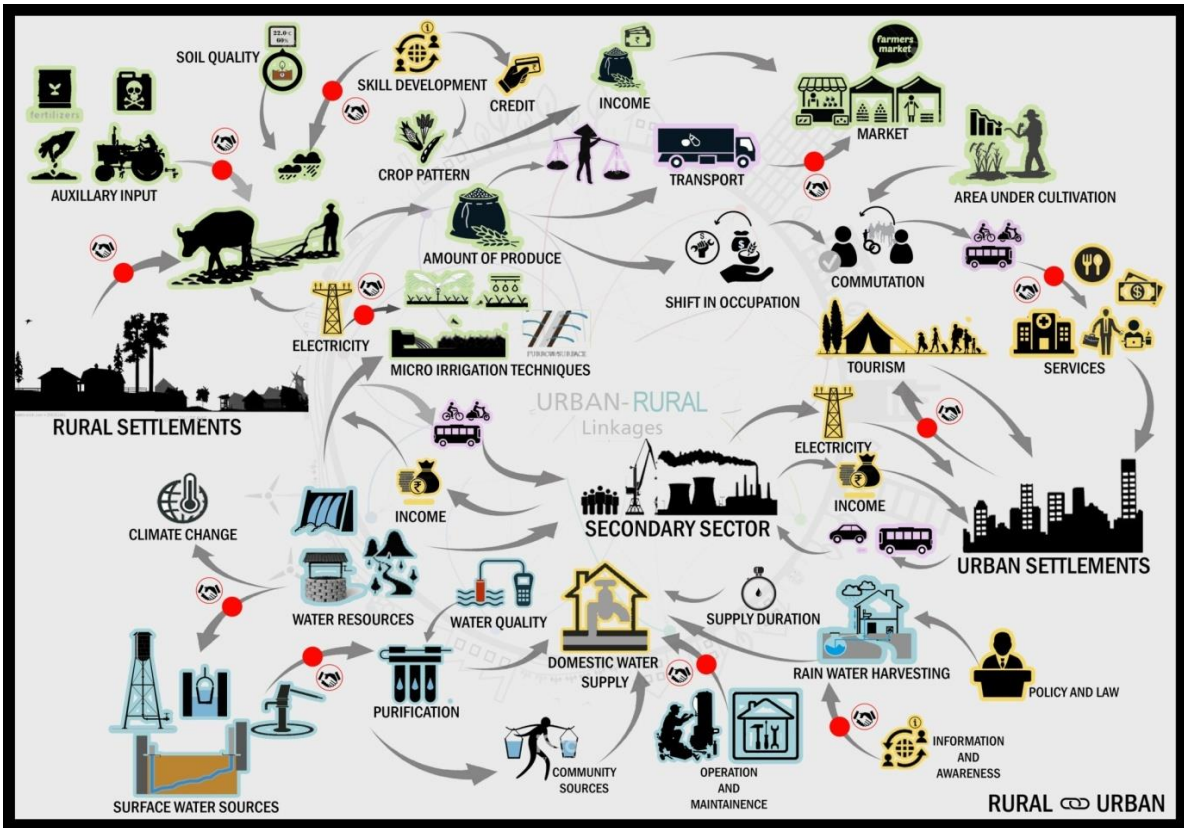 22.0°C
60%
SOIL QUALITY
SKILL DEVELOPMENT
CREDIT
INCOME
farmers
market
MARKET
fertilizers
AUXILLARY INPUT
CROP PATTERN
TRANSPORT
AREA UNDER CULTIVATION
AMOUNT OF PRODUCE
SHIFT IN OCCUPATION
COMMUTATION
ELECTRICITY
MICRO IRRIGATION TECHNIQUES
TOURISM
SERVICES
RURAL SETTLEMENTS
URBAN-RURAL
Linkages
ELECTRICITY
INCOME
SECONDARY SECTOR
INCOME
CLIMATE CHANGE
URBAN SETTLEMENTS
WATER RESOURCES
WATER QUALITY
SUPPLY DURATION
DOMESTIC WATER
SUPPLY
RAIN WATER HARVESTING
POLICY AND LAW
PURIFICATION
COMMUNITY
SOURCES
OPERATION
AND
MAINTAINENCE
INFORMATION
AND
AWARENESS
SURFACE WATER SOURCES
RURAL URBAN